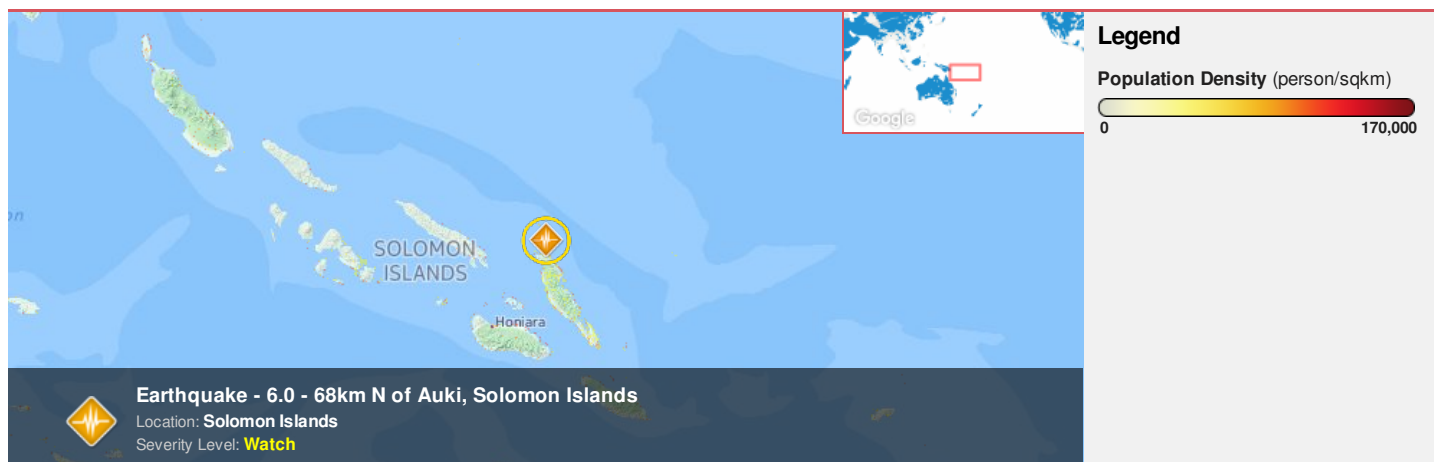 on
SOLOMON
ISLANDS
Honiara
Google
Legend
Population Density (person/sqkm)
0 170,000
Earthquake - 6.0 - 68km N of Auki, Solomon Islands
Location: Solomon Islands
Severity Level: Watch